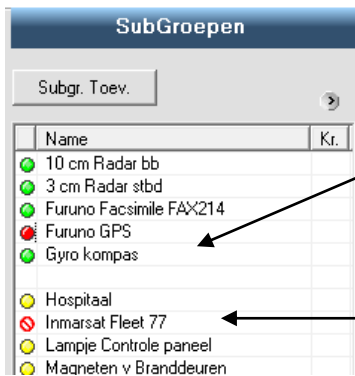 SubGroepen
Subgr. Toev.
Name Kr.
10 cm Radar bb
3 cm Radar stbd
Furuno Facsimile FAX214
Furuno GPS
Gyro kompas
Hospitaal
Inmarsat Fleet 77
Lampje Controle paneel
Magneten v Branddeuren